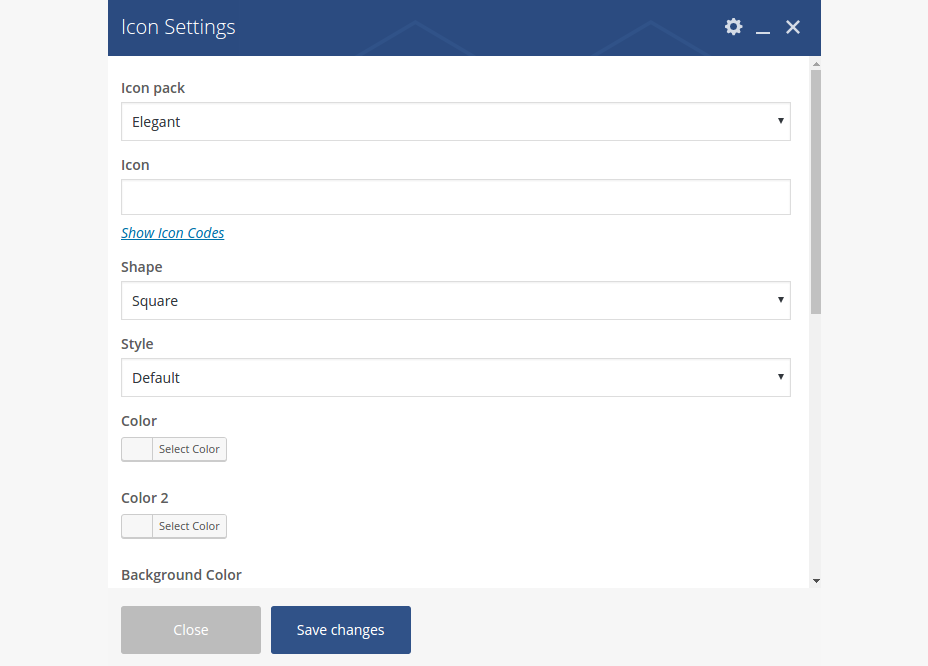 Icon Settings
Icon pack
Elegant
Icon
Show Icon Codes
Shape
Square
Style
Default
Color
Select Color
Color 2
Select Color
Background Color
Close Save changes